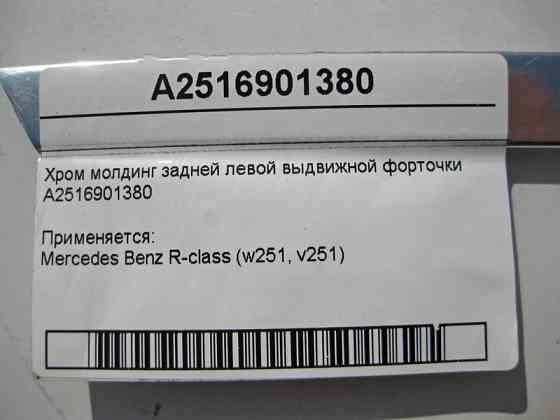 A2516901380
Хром молдинг задней левой выдвижной форточки
A2516901380
Применяется:
Mercedes Benz R-class (w251, v251)